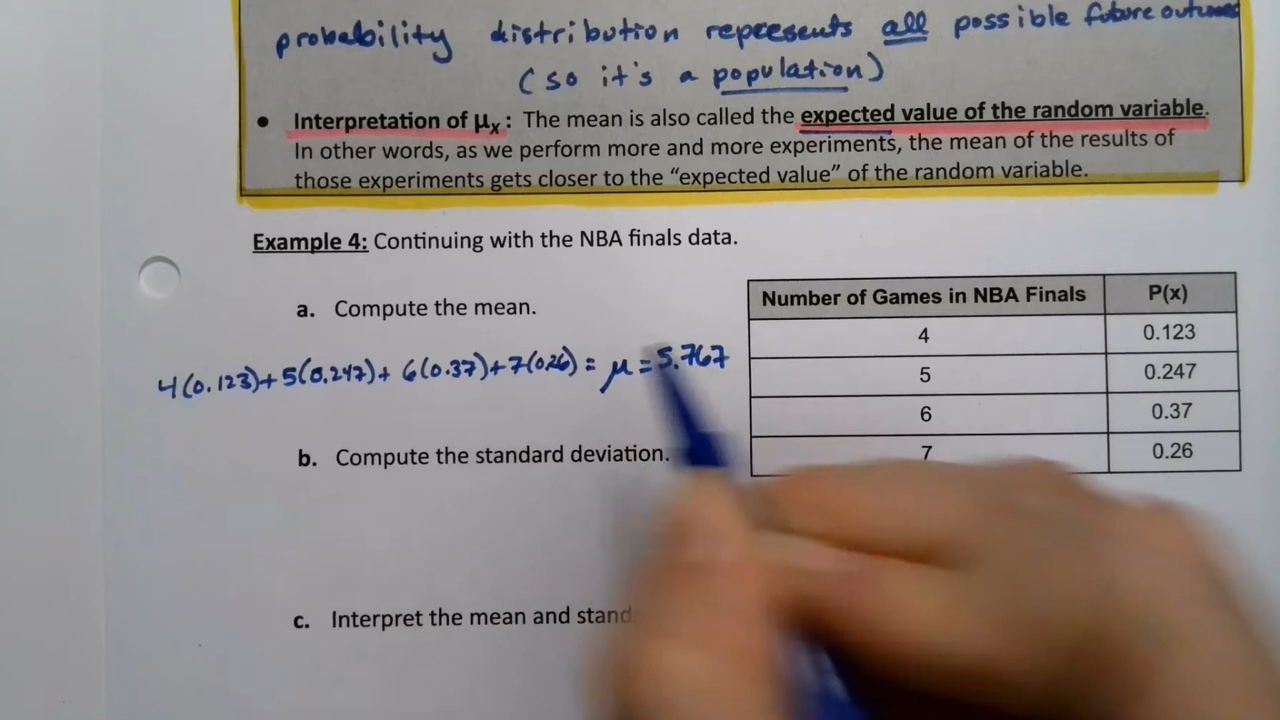 probability distribution represents all possible future outcomes
(so it's a population)
• Interpretation of μx: The mean is also called the expected value of the random variable.
In other words, as we perform more and more experiments, the mean of the results of
those experiments gets closer to the “expected value” of the random variable.
Example 4: Continuing with the NBA finals data.
a. Compute the mean.
4(0.123)+5(0.247)+ 6(0.37)+7(0.26) = μ = 5.767
b. Compute the standard deviation.
c. Interpret the mean and
Number of Games in NBA Finals P(x)
4 0.123
5 0.247
6 0.37
7 0.26